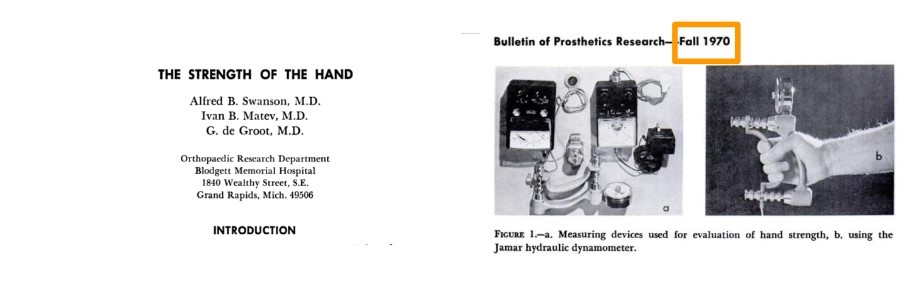 THE STRENGTH OF THE HAND
Alfred B. Swanson, M.D.
Ivan B. Matev, M.D.
G. de Groot, M.D.
Orthopaedic Research Department
Blodgett Memorial Hospital
1840 Wealthy Street, S.E.
Grand Rapids, Mich. 49506
INTRODUCTION
Bulletin of Prosthetics Research—Fall 1970
a
b
FIGURE 1.—a. Measuring devices used for evaluation of hand strength, b. using the
Jamar hydraulic dynamometer.